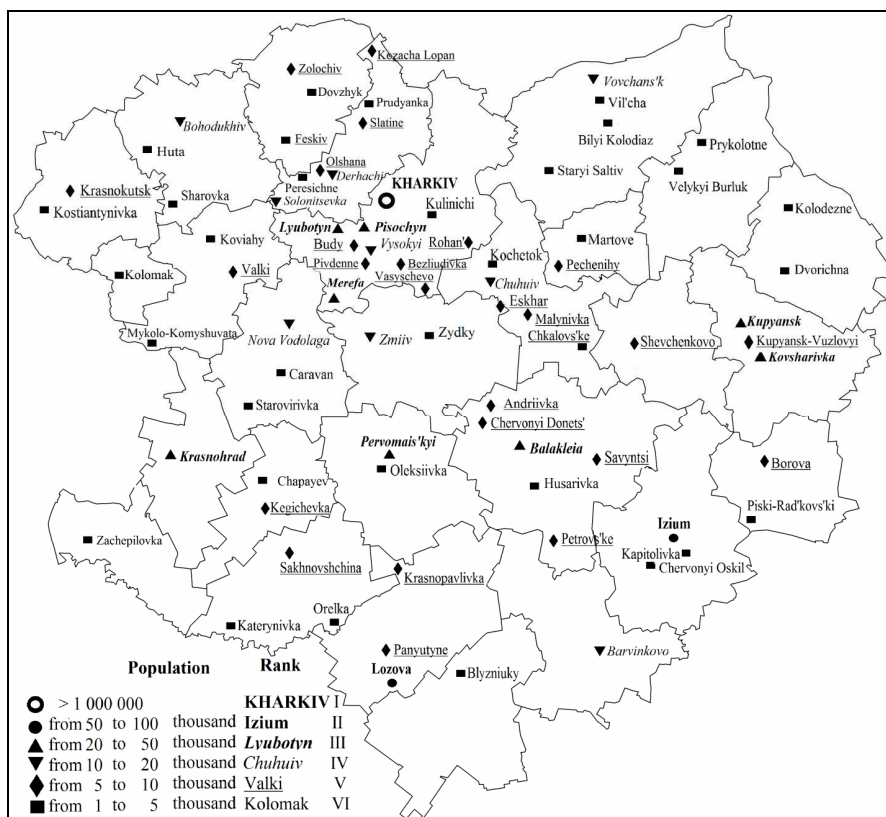 Kozacha Lopan
Zolochiv
Vovchans'k
Dovzhyk
Prudyanka
Vil'cha
Slatine
Bohodukhiv
Bilyi Kolodiaz
Feskiv
Prykolotne
Huta
Olshana
Staryi Saltiv
Derhachi
Velykyi Burluk
Peresichne
KHARKIV
Krasnokutsk
Sharovka
Solonitsevka
Kostiantynivka
Kulinichi
Kolodezne
Lyubotyn
Pisochyn
Koviahy
Budy
Vysokyi
Rohan'
Martove
Kochetok
Pivdenne
Bezliudivka
Pechenihy
Kolomak
Valki
Vasyschevo
Dvorichna
Merefa
Chuhuiv
Eskhar
Malynivka
Kupyansk
Mykolo-Komyshuvata
Nova Vodolaga
Zmiiv
Zydky
Chkalovs'ke
Shevchenkovo
Kupyansk-Vuzlovyi
Kovsharivka
Caravan
Starovirivka
Andriivka
Chervonyi Donets'
Balakleia
Krasnohrad
Pervomais'kyi
Savyntsi
Borova
Oleksiivka
Chapayev
Husarivka
Kegichevka
Piski-Rad'kovs'ki
Izium
Zachepilovka
Petrovs'ke
Kapitolivka
Sakhnovshchina
Chervonyi Oskil
Krasnopavlivka
Orelka
Katerynivka
Panyutyne
Barvinkovo
Lozova
Blyzniuky
Population Rank
> 1 000 000 KHARKIV I
from 50 to 100 thousand Izium II
from 20 to 50 thousand Lyubotyn III
from 10 to 20 thousand Chuhuiv IV
from 5 to 10 thousand Valki V
from 1 to 5 thousand Kolomak VI